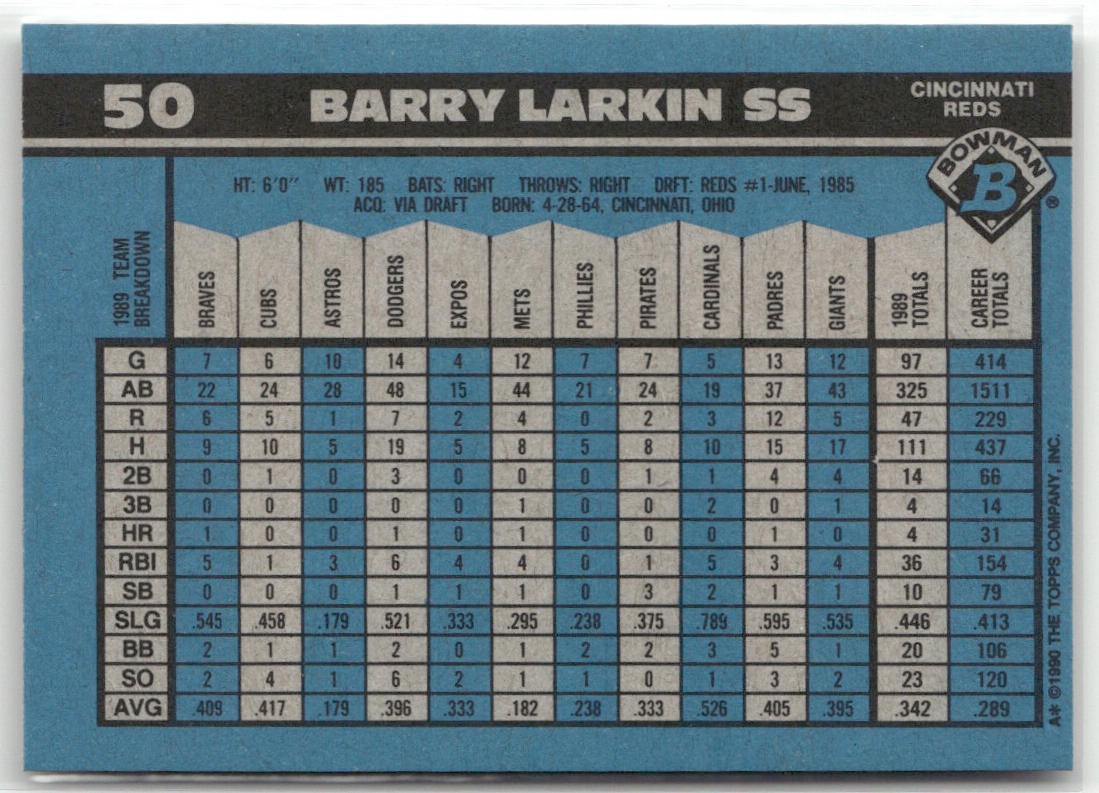 50 BARRY LARKIN SS CINCINNATI REDS
BOWMAN
B
®
HT: 6'0" WT: 185 BATS: RIGHT THROWS: RIGHT DRFT: REDS #1-JUNE, 1985
ACQ: VIA DRAFT BORN: 4-28-64, CINCINNATI, OHIO
1989 TEAM BREAKDOWN BRAVES CUBS ASTROS DODGERS EXPOS METS PHILLIES PIRATES CARDINALS PADRES GIANTS 1989 TOTALS CAREER TOTALS
G 7 6 10 14 4 12 7 7 5 13 12 97 414
AB 22 24 28 48 15 44 21 24 19 37 43 325 1511
R 6 5 1 7 2 4 0 2 3 12 5 47 229
H 9 10 5 19 5 8 5 8 10 15 17 111 437
2B 0 1 0 3 0 0 0 1 1 4 4 14 66
3B 0 0 0 0 0 1 0 0 2 0 1 4 14
HR 1 0 0 1 0 1 0 0 0 1 0 4 31
RBI 5 1 3 6 4 4 0 1 5 3 4 36 154
SB 0 0 0 1 1 1 0 3 2 1 1 10 79
SLG .545 .458 .179 .521 .333 .295 .238 .375 .789 .595 .535 .446 .413
BB 2 1 1 2 0 1 2 2 3 5 1 20 106
SO 2 4 1 6 2 1 1 0 1 3 2 23 120
AVG .409 .417 .179 .396 .333 .182 .238 .333 .526 .405 .395 .342 .289
A* ©1990 THE TOPPS COMPANY, INC.